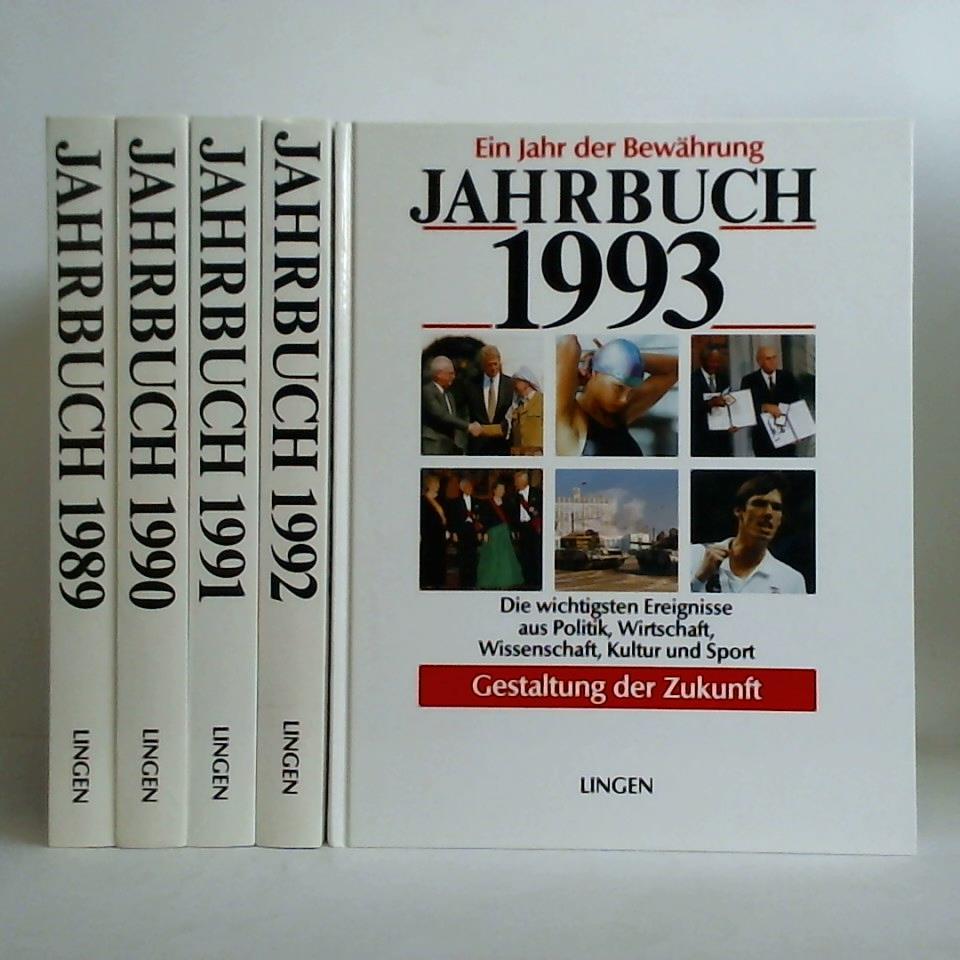 JAHRBUCH 1989
LINGEN
JAHRBUCH 1990
LINGEN
JAHRBUCH 1991
LINGEN
JAHRBUCH 1992
LINGEN
Ein Jahr der Bewährung
JAHRBUCH
1993
Die wichtigsten Ereignisse
aus Politik, Wirtschaft,
Wissenschaft, Kultur und Sport
Gestaltung der Zukunft
LINGEN